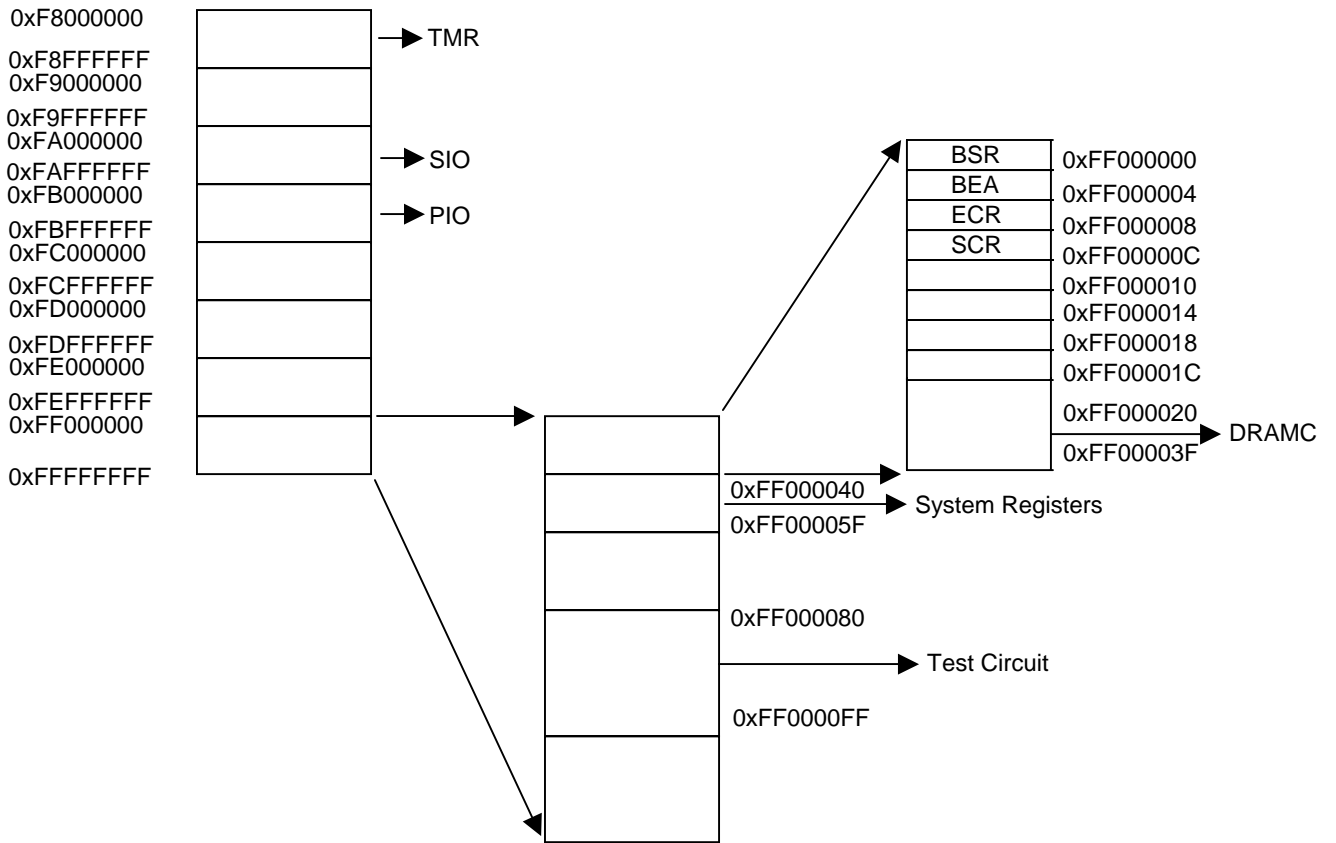 0xF8000000
TMR
0xF8FFFFFF
0xF9000000
0xF9FFFFFF
0xFA000000
SIO
0xFAFFFFFF
0xFB000000
PIO
0xFBFFFFFF
0xFC000000
0xFCFFFFFF
0xFD000000
0xFDFFFFFF
0xFE000000
0xFEFFFFFF
0xFF000000
0xFFFFFFFF
0xFF000040
System Registers
0xFF00005F
0xFF000080
Test Circuit
0xFF0000FF
BSR 0xFF000000
BEA 0xFF000004
ECR 0xFF000008
SCR 0xFF00000C
0xFF000010
0xFF000014
0xFF000018
0xFF00001C
0xFF000020
DRAMC
0xFF00003F